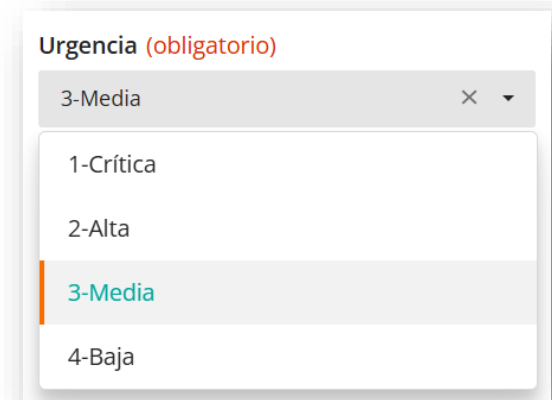 Urgencia (obligatorio)
3-Media
1-Crítica
2-Alta
3-Media
4-Baja